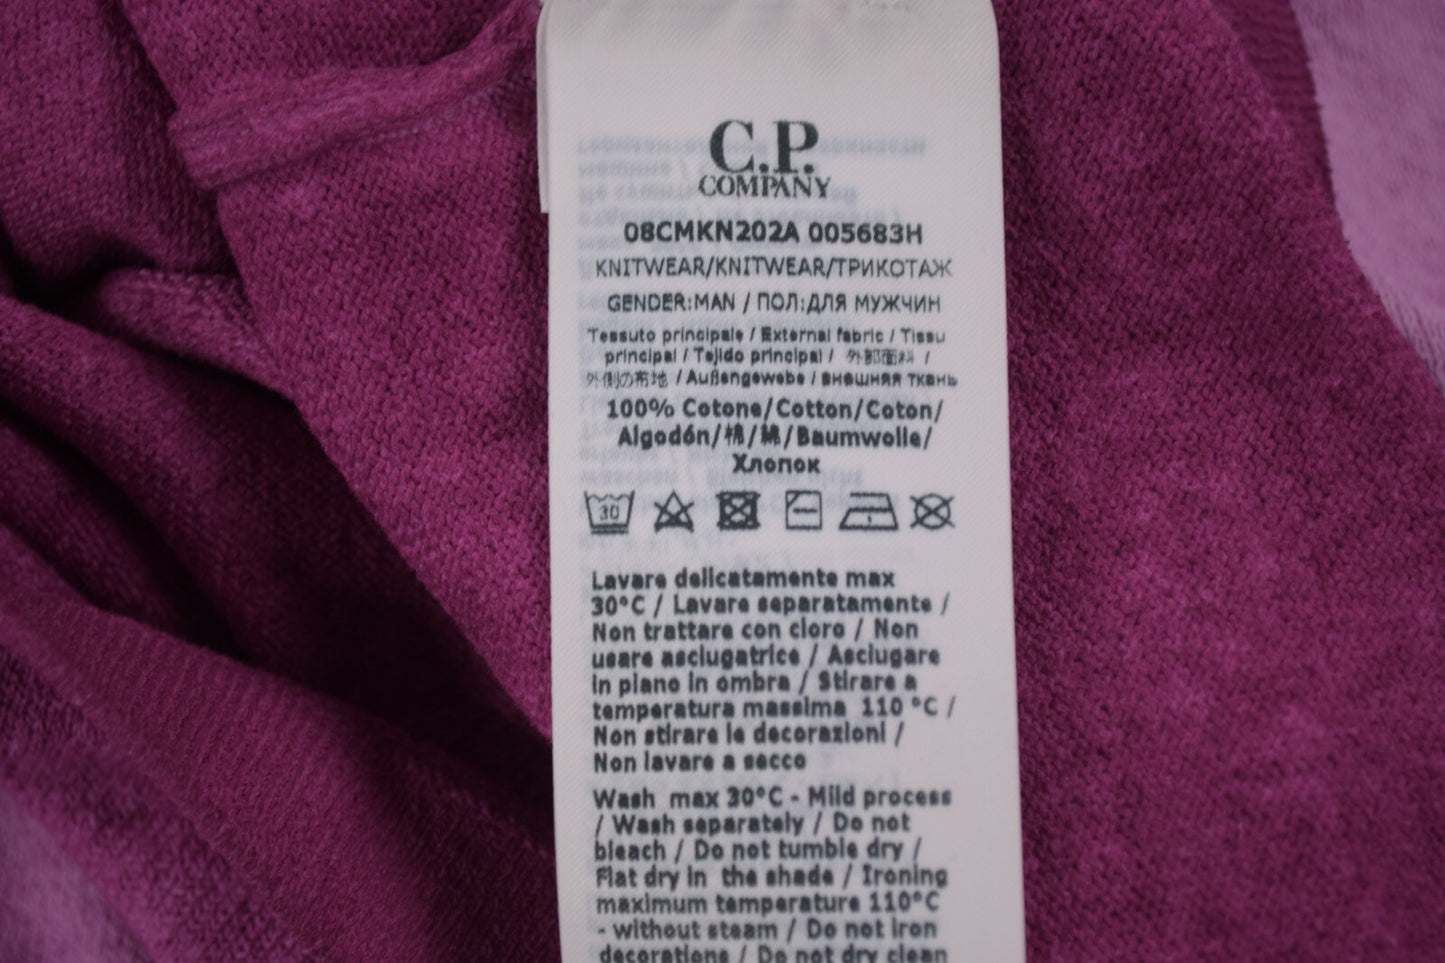 C.P.
COMPANY
08CMKN202A 005683H
KNITWEAR/KNITWEAR/ТРИКОТАЖ
GENDER:MAN / ПОЛ:ДЛЯ МУЖЧИН
Tessuto principale / External fabric / Tissu
principal / Tejido principal / 外部面料 /
外側の布地 / Außengewebe / внешняя ткань
100% Cotone/Cotton/Coton/
Algodón/棉/綿/Baumwolle/
Хлопок
30
Lavare delicatamente max
30°C / Lavare separatamente /
Non trattare con cloro / Non
usare asciugatrice / Asciugare
in piano in ombra / Stirare a
temperatura massima 110 °C /
Non stirare le decorazioni /
Non lavare a secco
Wash max 30°C - Mild process
/ Wash separately / Do not
bleach / Do not tumble dry /
Flat dry in the shade / Ironing
maximum temperature 110°C
- without steam / Do not iron
decorations / Do not dry clean